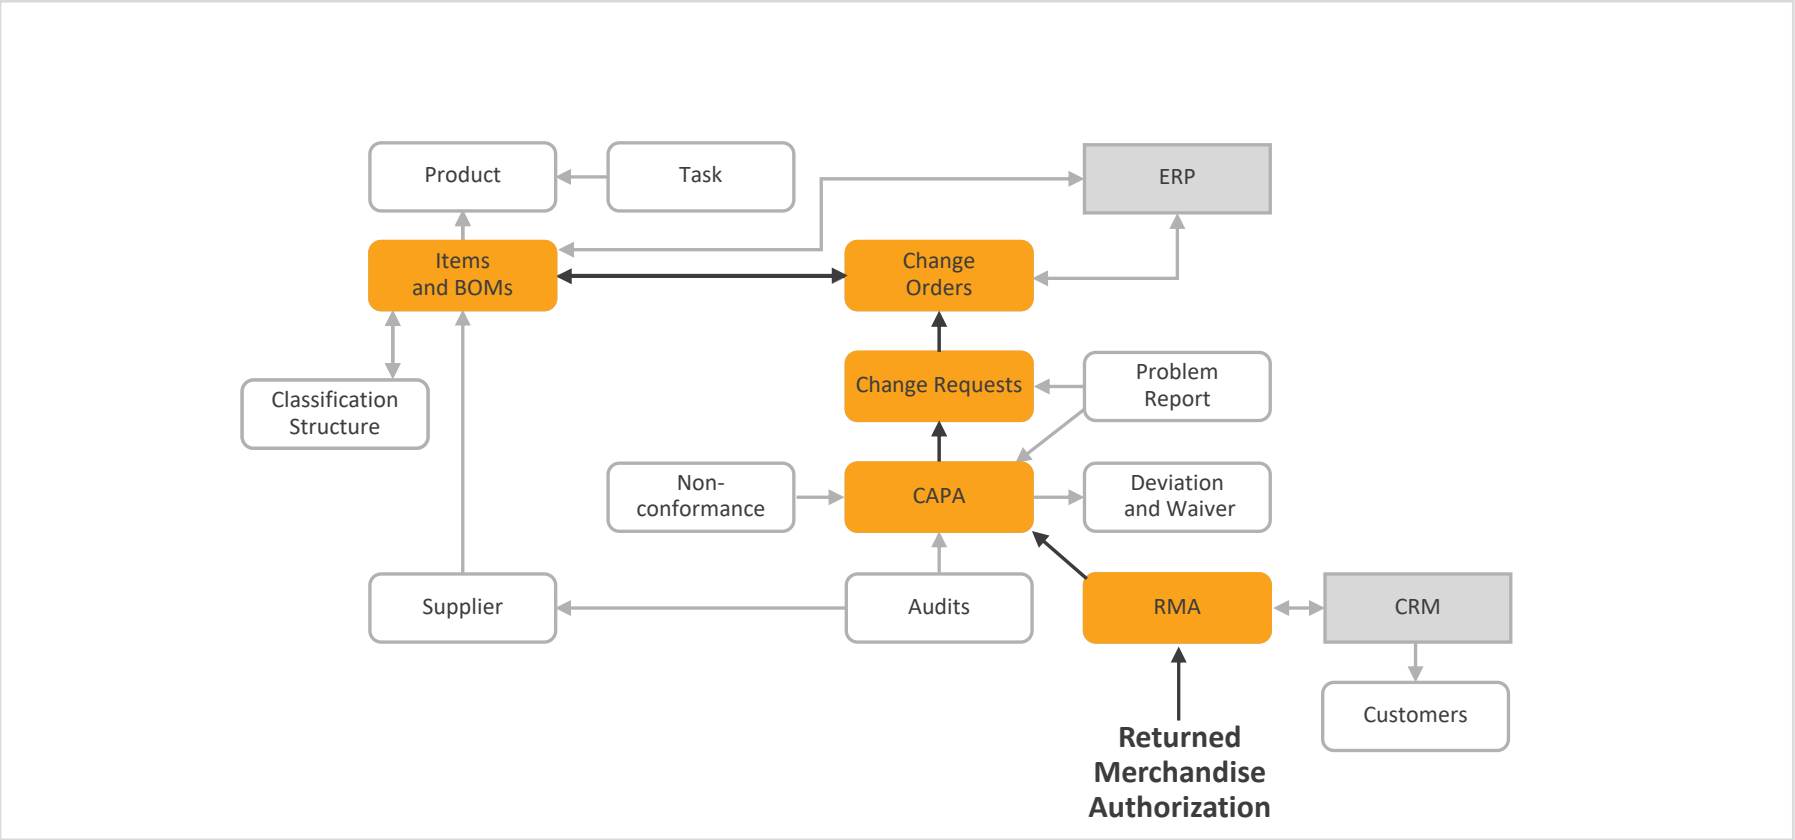 Product
Task
ERP
Items
and BOMs
Change
Orders
Change Requests
Problem
Report
Classification
Structure
Non-
conformance
CAPA
Deviation
and Waiver
Supplier
Audits
RMA
CRM
Customers
Returned
Merchandise
Authorization